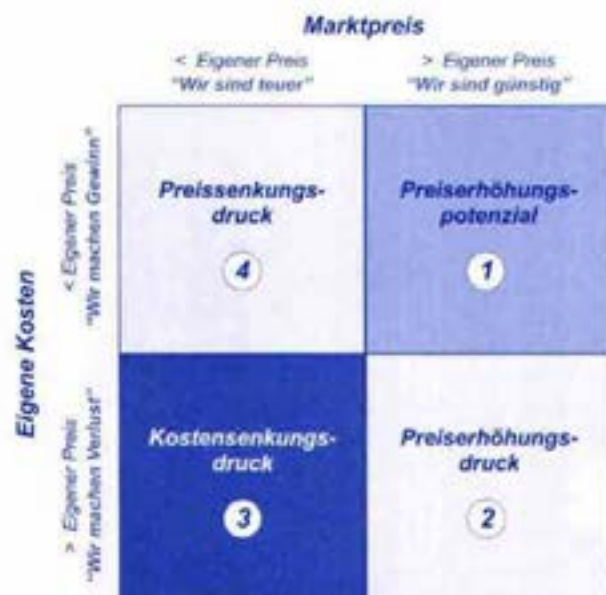 Marktpreis
< Eigener Preis
"Wir sind teuer"
> Eigener Preis
"Wir sind günstig"
Eigene Kosten
< Eigener Preis
"Wir machen Gewinn"
> Eigener Preis
"Wir machen Verlust"
Preissenkungs-
druck
4
Preiserhöhungs-
potenzial
1
Kostensenkungs-
druck
3
Preiserhöhungs-
druck
2